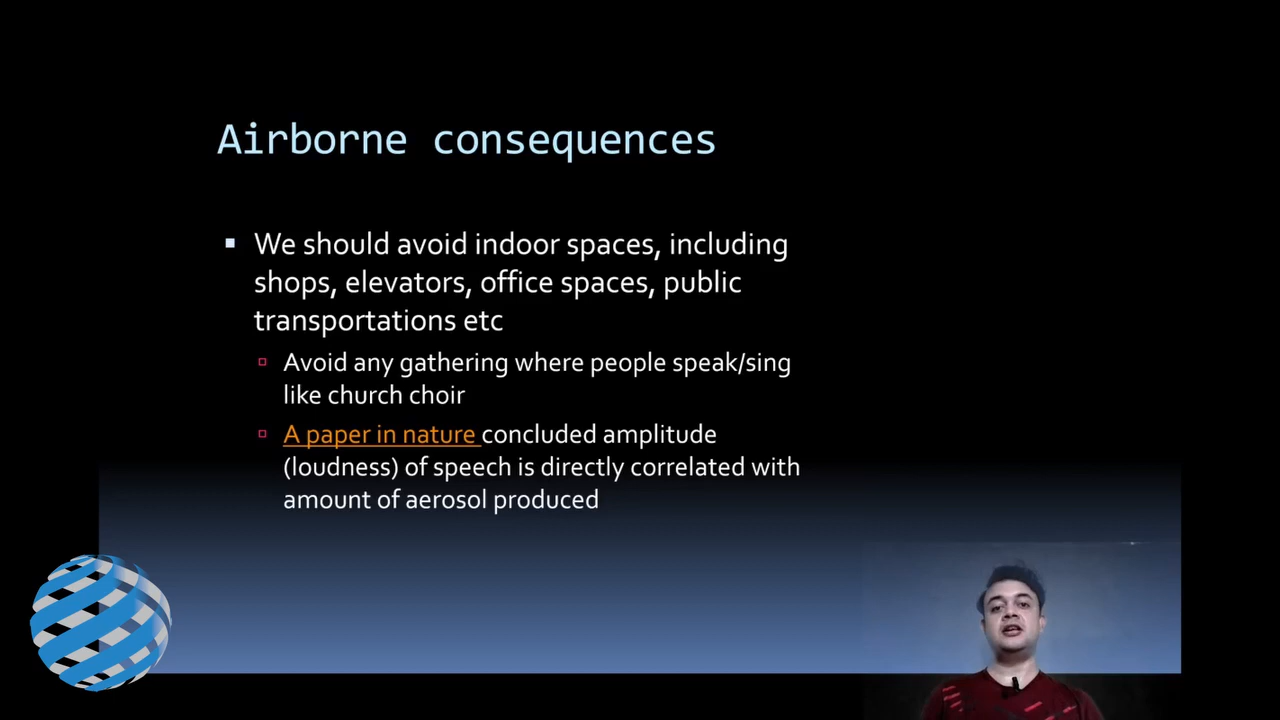 Airborne consequences
We should avoid indoor spaces, including
shops, elevators, office spaces, public
transportations etc
Avoid any gathering where people speak/sing
like church choir
A paper in nature concluded amplitude
(loudness) of speech is directly correlated with
amount of aerosol produced